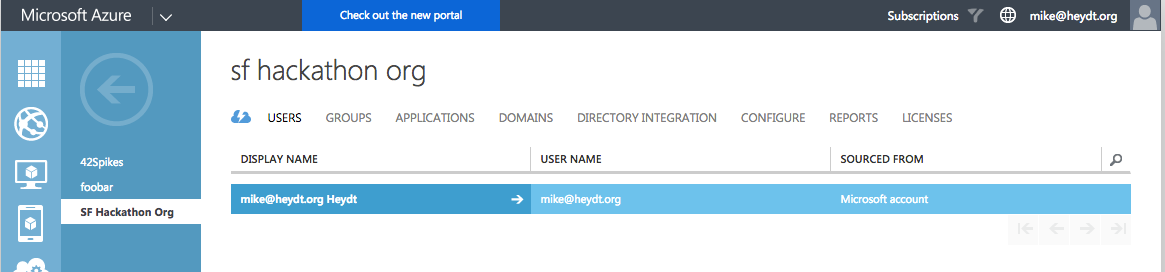 Microsoft Azure Check out the new portal Subscriptions mike@heydt.org
sf hackathon org
USERS GROUPS APPLICATIONS DOMAINS DIRECTORY INTEGRATION CONFIGURE REPORTS LICENSES
42Spikes
foobar
SF Hackathon Org
DISPLAY NAME USER NAME SOURCED FROM
mike@heydt.org Heydt mike@heydt.org Microsoft account